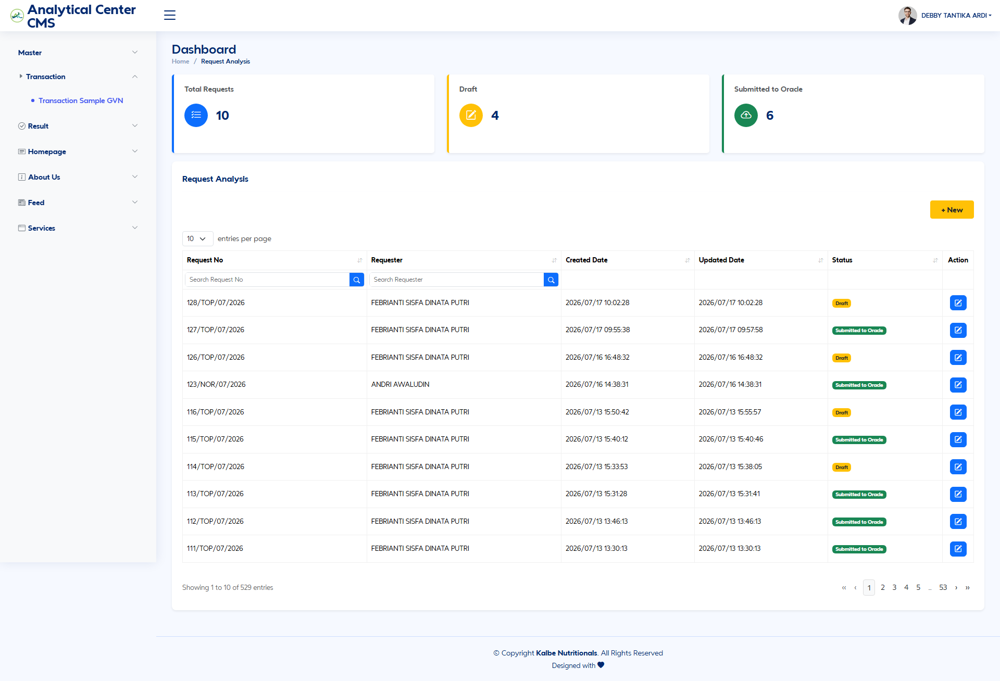 Analytical Center CMS
DEBBY TANTIKA ARDI
Master
Transaction
Transaction Sample GVN
Result
Homepage
About Us
Feed
Services
Dashboard
Home / Request Analysis
Total Requests
10
Draft
4
Submitted to Oracle
6
Request Analysis
+ New
10 entries per page
Request No Requester Created Date Updated Date Status Action
Search Request No Search Requester
128/TOP/07/2026 FEBRIANTI SISFA DINATA PUTRI 2026/07/17 10:02:28 2026/07/17 10:02:28 Draft
127/TOP/07/2026 FEBRIANTI SISFA DINATA PUTRI 2026/07/17 09:55:38 2026/07/17 09:57:58 Submitted to Oracle
126/TOP/07/2026 FEBRIANTI SISFA DINATA PUTRI 2026/07/16 16:48:32 2026/07/16 16:48:32 Draft
123/NOR/07/2026 ANDRI AWALUDIN 2026/07/16 14:38:31 2026/07/16 14:38:31 Submitted to Oracle
116/TOP/07/2026 FEBRIANTI SISFA DINATA PUTRI 2026/07/13 15:50:42 2026/07/13 15:55:57 Draft
115/TOP/07/2026 FEBRIANTI SISFA DINATA PUTRI 2026/07/13 15:40:12 2026/07/13 15:40:46 Submitted to Oracle
114/TOP/07/2026 FEBRIANTI SISFA DINATA PUTRI 2026/07/13 15:33:53 2026/07/13 15:38:05 Draft
113/TOP/07/2026 FEBRIANTI SISFA DINATA PUTRI 2026/07/13 15:31:28 2026/07/13 15:31:41 Submitted to Oracle
112/TOP/07/2026 FEBRIANTI SISFA DINATA PUTRI 2026/07/13 13:46:13 2026/07/13 13:46:13 Submitted to Oracle
111/TOP/07/2026 FEBRIANTI SISFA DINATA PUTRI 2026/07/13 13:30:13 2026/07/13 13:30:13 Submitted to Oracle
Showing 1 to 10 of 529 entries
« ‹ 1 2 3 4 5 .. 53 › »
© Copyright Kalbe Nutritionals. All Rights Reserved
Designed with